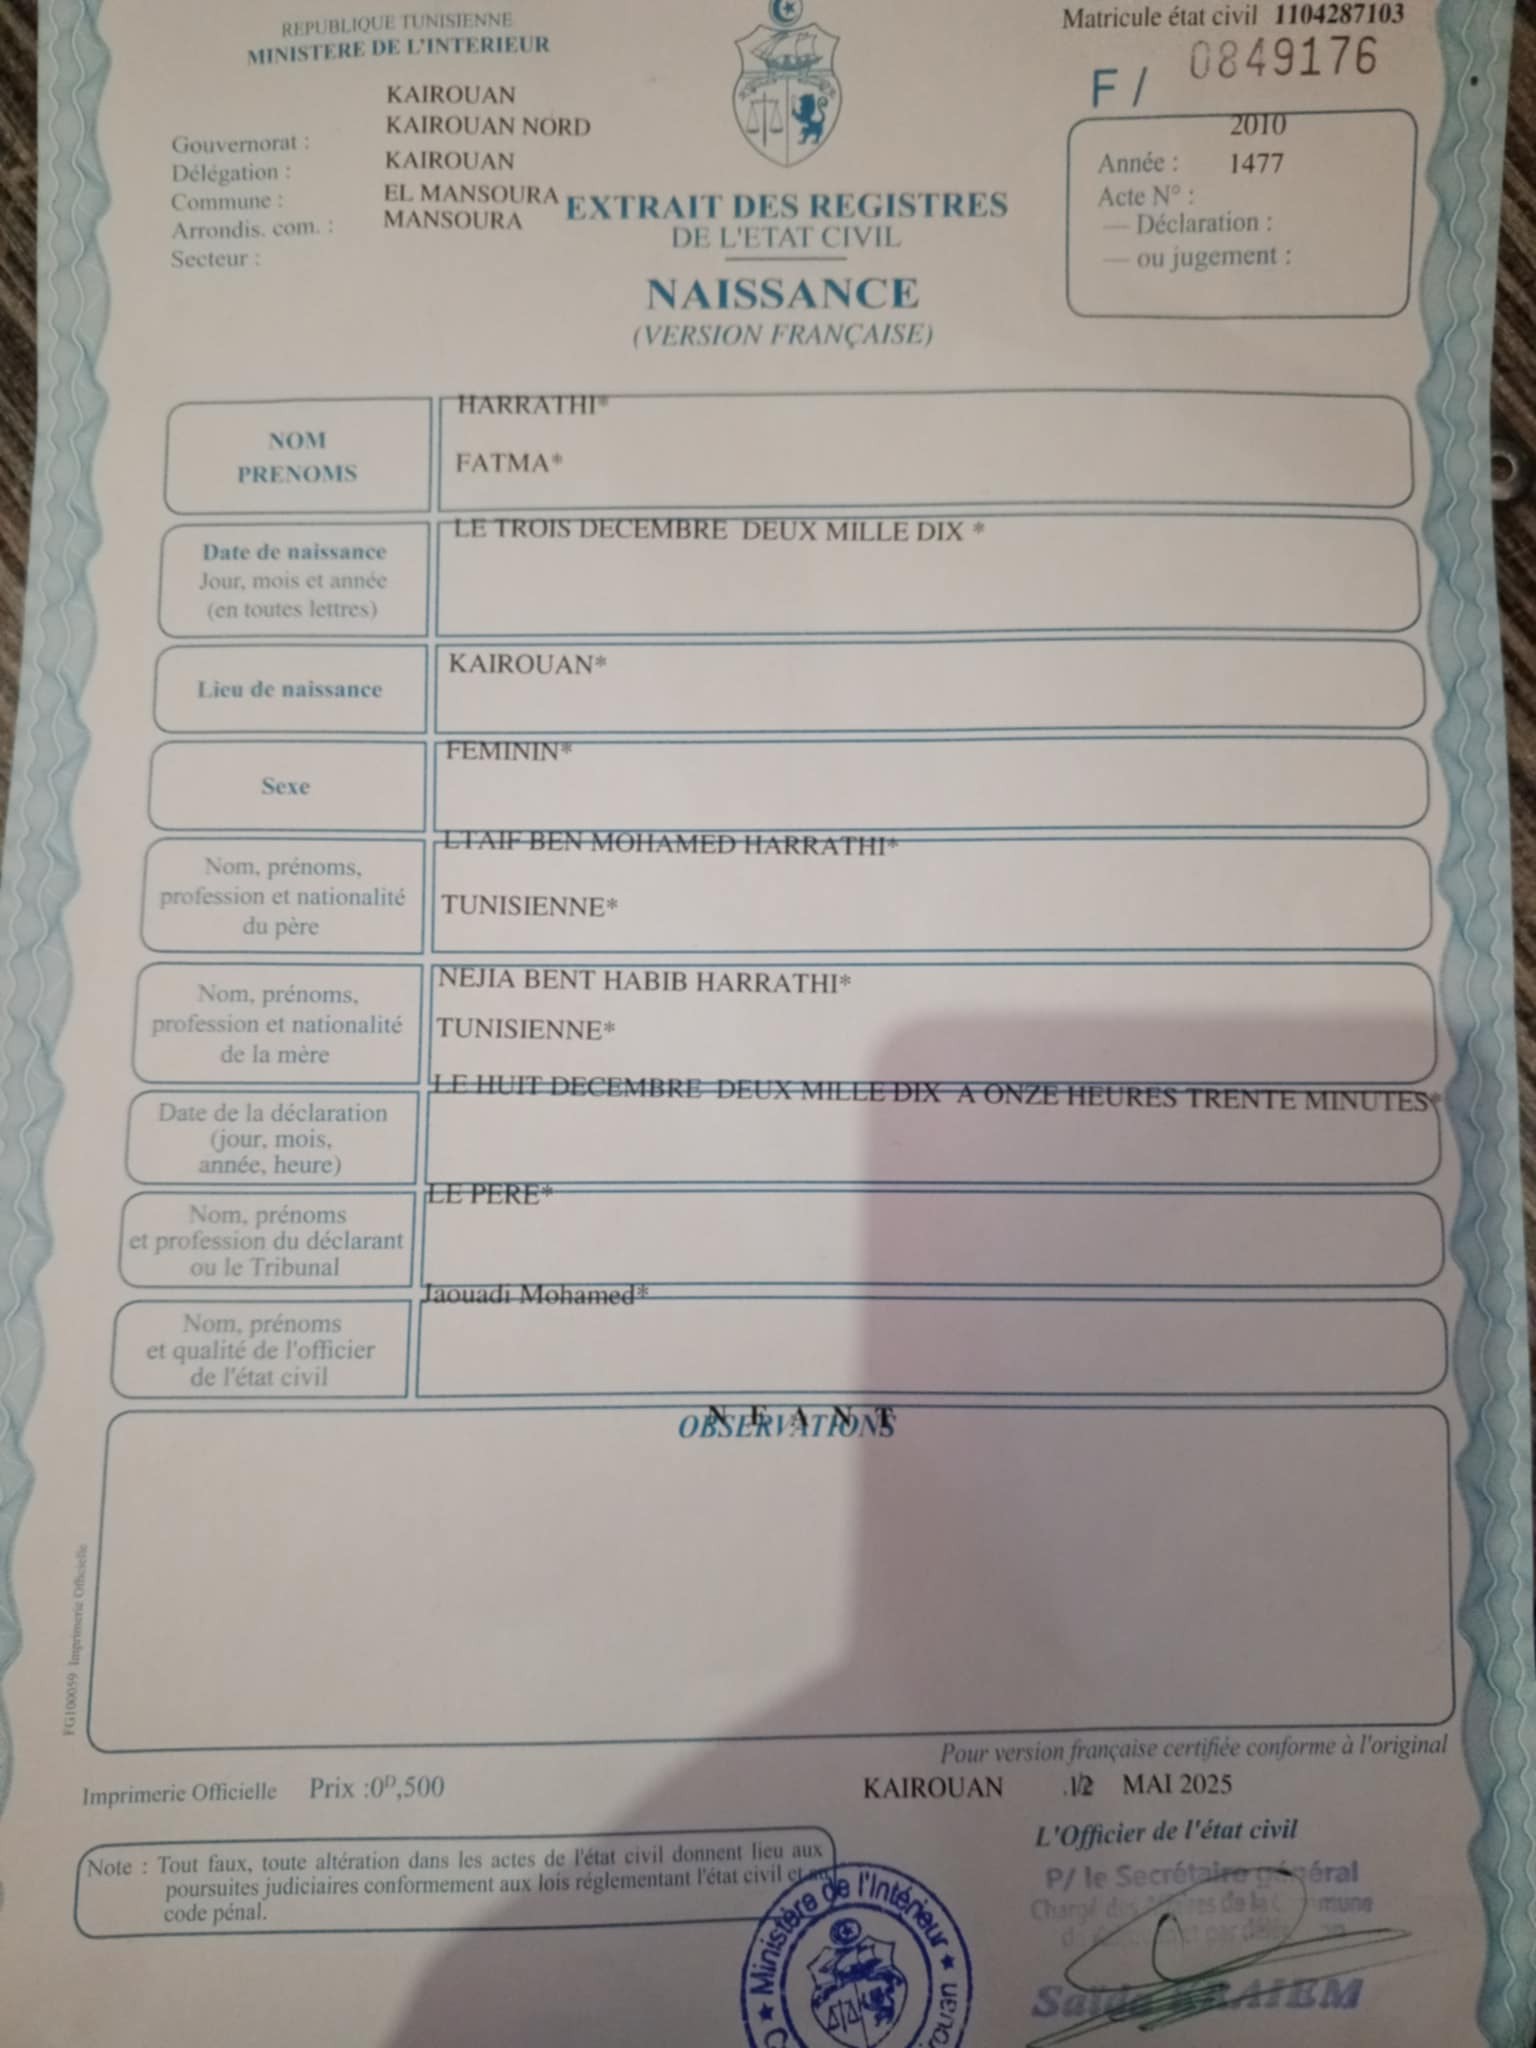 REPUBLIQUE TUNISIENNE
MINISTERE DE L'INTERIEUR
Matricule état civil 1104287103
F / 0849176
Gouvernorat : KAIROUAN
Délégation : KAIROUAN NORD
Commune : KAIROUAN
Arrondis. com. : EL MANSOURA
Secteur : MANSOURA
2010
Année : 1477
Acte N° :
— Déclaration :
— ou jugement :
EXTRAIT DES REGISTRES
DE L'ETAT CIVIL
NAISSANCE
(VERSION FRANÇAISE)
NOM HARRATHI*
PRENOMS FATMA*
Date de naissance LE TROIS DECEMBRE DEUX MILLE DIX *
Jour, mois et année
(en toutes lettres)
Lieu de naissance KAIROUAN*
Sexe FEMININ*
Nom, prénoms, LTAIF BEN MOHAMED HARRATHI*
profession et nationalité TUNISIENNE*
du père
Nom, prénoms, NEJIA BENT HABIB HARRATHI*
profession et nationalité TUNISIENNE*
de la mère
Date de la déclaration LE HUIT DECEMBRE DEUX MILLE DIX A ONZE HEURES TRENTE MINUTES*
(jour, mois,
année, heure)
Nom, prénoms LE PERE*
et profession du déclarant
ou le Tribunal
Nom, prénoms Jaouadi Mohamed*
et qualité de l'officier
de l'état civil
N E A N T
OBSERVATIONS
FG100059 Imprimerie Officielle
Pour version française certifiée conforme à l'original
Imprimerie Officielle Prix :0ᴰ,500
KAIROUAN MAI 2025
L'Officier de l'état civil
P/ le Secrétaire général
Note : Tout faux, toute altération dans les actes de l'état civil donnent lieu aux
poursuites judiciaires conformement aux lois réglementant l'état civil et au
code pénal.
★ Ministère de l'Intérieur ★